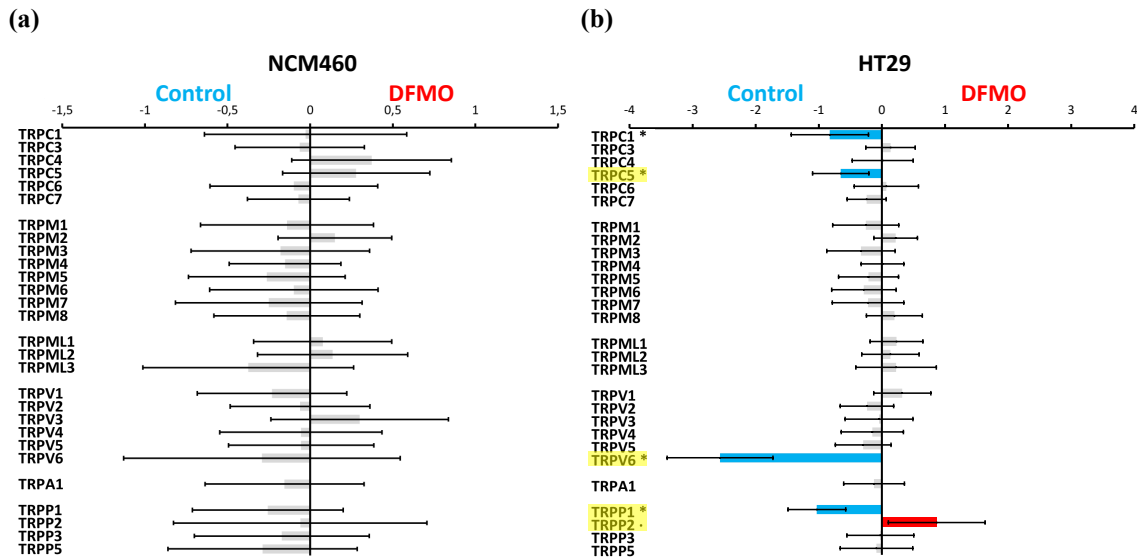 (a)
NCM460
Control DFMO
-1,5 -1 -0,5 0 0,5 1 1,5
TRPC1
TRPC3
TRPC4
TRPC5
TRPC6
TRPC7
TRPM1
TRPM2
TRPM3
TRPM4
TRPM5
TRPM6
TRPM7
TRPM8
TRPML1
TRPML2
TRPML3
TRPV1
TRPV2
TRPV3
TRPV4
TRPV5
TRPV6
TRPA1
TRPP1
TRPP2
TRPP3
TRPP5
(b)
HT29
Control DFMO
-4 -3 -2 -1 0 1 2 3 4
TRPC1 *
TRPC3
TRPC4
TRPC5 *
TRPC6
TRPC7
TRPM1
TRPM2
TRPM3
TRPM4
TRPM5
TRPM6
TRPM7
TRPM8
TRPML1
TRPML2
TRPML3
TRPV1
TRPV2
TRPV3
TRPV4
TRPV5
TRPV6 *
TRPA1
TRPP1 *
TRPP2 ·
TRPP3
TRPP5